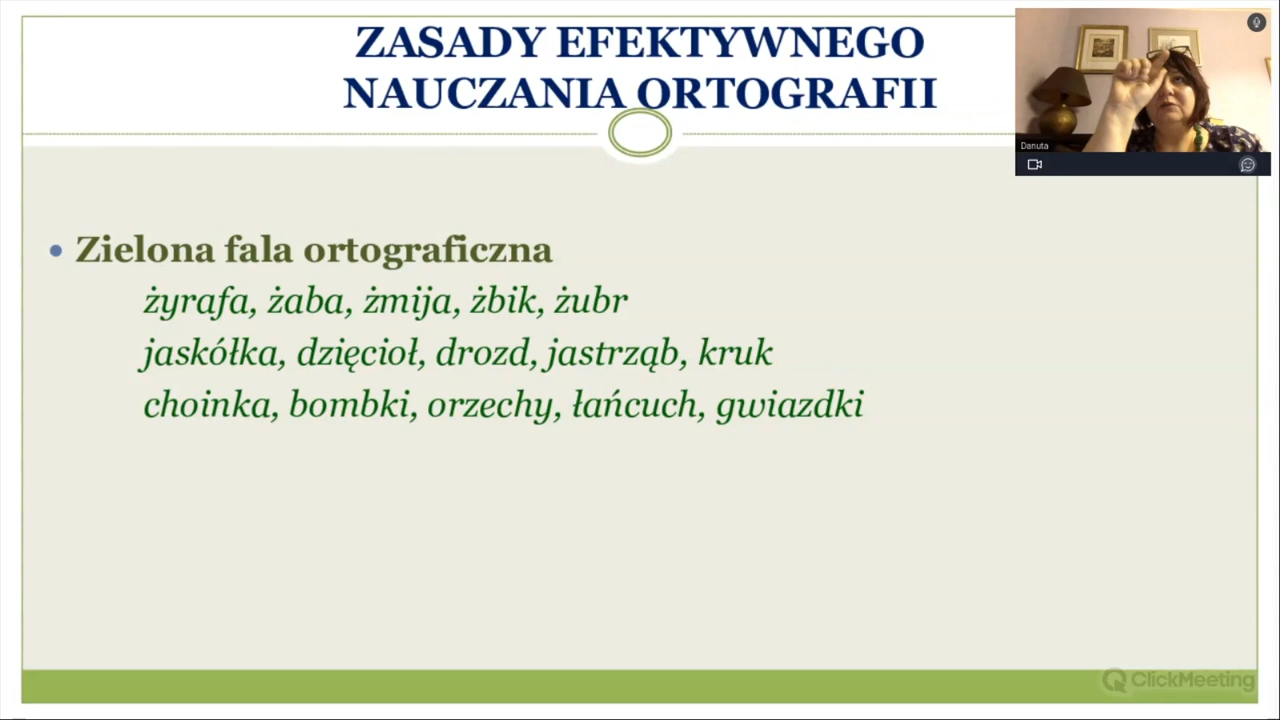 ZASADY EFEKTYWNEGO
NAUCZANIA ORTOGRAFII
Danuta
Zielona fala ortograficzna
żyrafa, żaba, żmija, żbik, żubr
jaskółka, dzięcioł, drozd, jastrząb, kruk
choinka, bombki, orzechy, łańcuch, gwiazdki
ClickMeeting